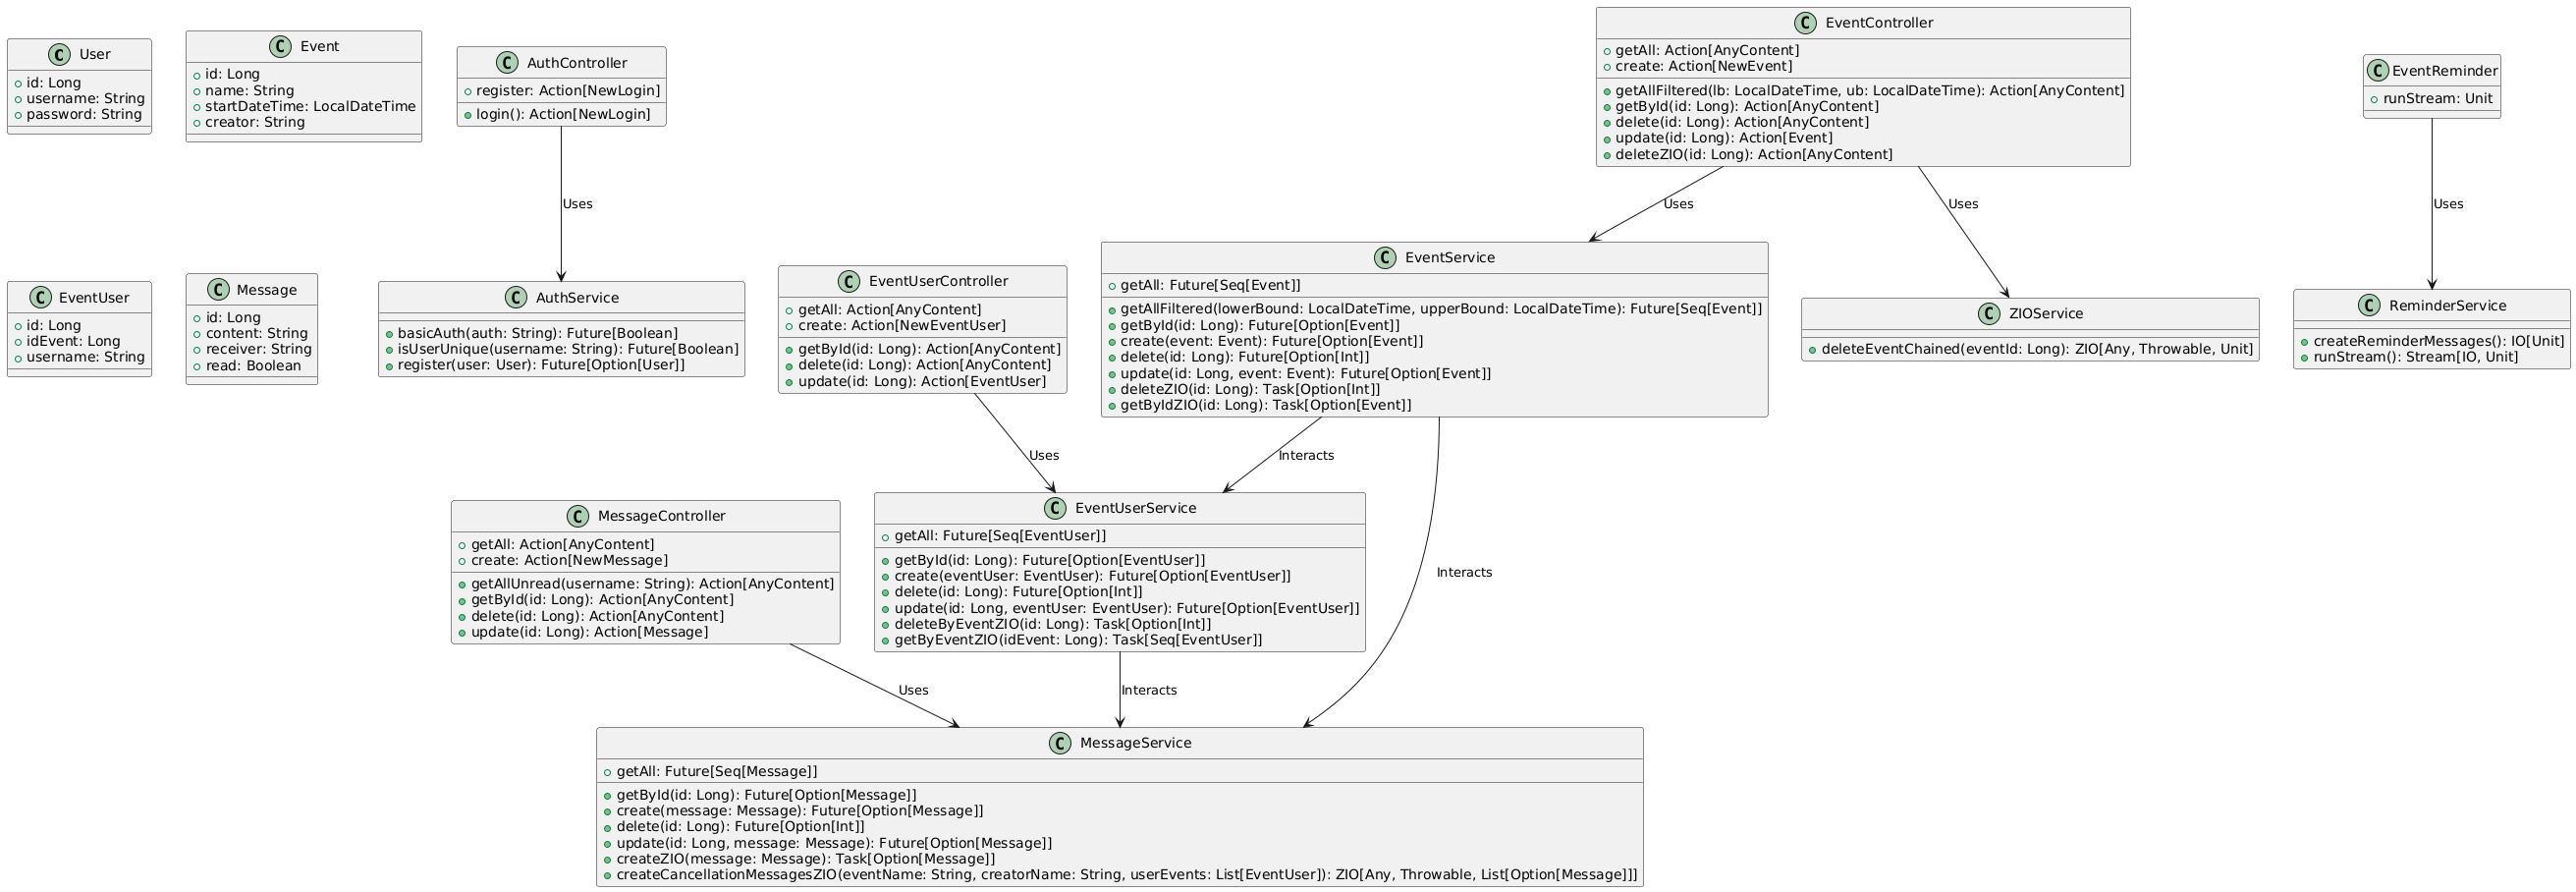 C User
+ id: Long
+ username: String
+ password: String
C Event
+ id: Long
+ name: String
+ startDateTime: LocalDateTime
+ creator: String
C AuthController
+ register: Action[NewLogin]
+ login(): Action[NewLogin]
C EventController
+ getAll: Action[AnyContent]
+ create: Action[NewEvent]
+ getAllFiltered(lb: LocalDateTime, ub: LocalDateTime): Action[AnyContent]
+ getById(id: Long): Action[AnyContent]
+ delete(id: Long): Action[AnyContent]
+ update(id: Long): Action[Event]
+ deleteZIO(id: Long): Action[AnyContent]
C EventReminder
+ runStream: Unit
Uses
Uses
Uses
Uses
C EventUser
+ id: Long
+ idEvent: Long
+ username: String
C Message
+ id: Long
+ content: String
+ receiver: String
+ read: Boolean
C AuthService
+ basicAuth(auth: String): Future[Boolean]
+ isUserUnique(username: String): Future[Boolean]
+ register(user: User): Future[Option[User]]
C EventUserController
+ getAll: Action[AnyContent]
+ create: Action[NewEventUser]
+ getById(id: Long): Action[AnyContent]
+ delete(id: Long): Action[AnyContent]
+ update(id: Long): Action[EventUser]
C EventService
+ getAll: Future[Seq[Event]]
+ getAllFiltered(lowerBound: LocalDateTime, upperBound: LocalDateTime): Future[Seq[Event]]
+ getById(id: Long): Future[Option[Event]]
+ create(event: Event): Future[Option[Event]]
+ delete(id: Long): Future[Option[Int]]
+ update(id: Long, event: Event): Future[Option[Event]]
+ deleteZIO(id: Long): Task[Option[Int]]
+ getByIdZIO(id: Long): Task[Option[Event]]
C ZIOService
+ deleteEventChained(eventId: Long): ZIO[Any, Throwable, Unit]
C ReminderService
+ createReminderMessages(): IO[Unit]
+ runStream(): Stream[IO, Unit]
Uses
Interacts
C MessageController
+ getAll: Action[AnyContent]
+ create: Action[NewMessage]
+ getAllUnread(username: String): Action[AnyContent]
+ getById(id: Long): Action[AnyContent]
+ delete(id: Long): Action[AnyContent]
+ update(id: Long): Action[Message]
C EventUserService
+ getAll: Future[Seq[EventUser]]
+ getById(id: Long): Future[Option[EventUser]]
+ create(eventUser: EventUser): Future[Option[EventUser]]
+ delete(id: Long): Future[Option[Int]]
+ update(id: Long, eventUser: EventUser): Future[Option[EventUser]]
+ deleteByEventZIO(id: Long): Task[Option[Int]]
+ getByEventZIO(idEvent: Long): Task[Seq[EventUser]]
Interacts
Uses
Interacts
C MessageService
+ getAll: Future[Seq[Message]]
+ getById(id: Long): Future[Option[Message]]
+ create(message: Message): Future[Option[Message]]
+ delete(id: Long): Future[Option[Int]]
+ update(id: Long, message: Message): Future[Option[Message]]
+ createZIO(message: Message): Task[Option[Message]]
+ createCancellationMessagesZIO(eventName: String, creatorName: String, userEvents: List[EventUser]): ZIO[Any, Throwable, List[Option[Message]]]